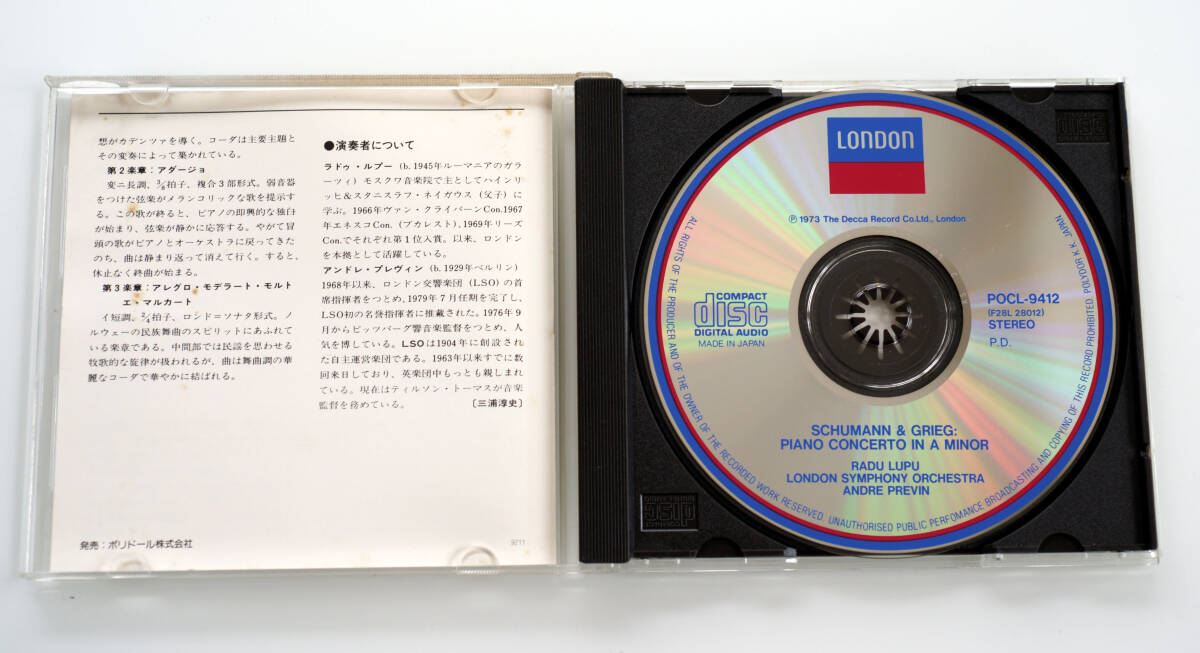 想がカデンツァを導く。コーダは主要主題と
その変奏によって築かれている。
第2楽章：アダージョ
変ニ長調、3/8拍子、複合3部形式。弱音器
をつけた弦楽がメランコリックな歌を提示す
る。この歌が終ると、ピアノの即興的な独白
が始まり、弦楽が静かに応答する。やがて冒
頭の歌がピアノとオーケストラに戻ってきた
のち、曲は静まり返って消えて行く。すると、
休止なく終曲が始まる。
第3楽章：アレグロ・モデラート・モルト
エ・マルカート
イ短調、2/4拍子、ロンド＝ソナタ形式。ノ
ルウェーの民族舞曲のスピリットにあふれて
いる楽章である。中間部では民謡を思わせる
牧歌的な旋律が扱われるが、曲は舞曲調の華
麗なコーダで華やかに結ばれる。
●演奏者について
ラドゥ・ルプー（b.1945年ルーマニアのガラ
ーツィ）モスクワ音楽院で主としてハインリ
ッヒ＆スタニスラフ・ネイガウス（父子）に
学ぶ。1966年ヴァン・クライバーンCon.1967
年エネスコCon.（ブカレスト）、1969年リーズ
Con.でそれぞれ第1位入賞。以来、ロンドン
を本拠として活躍している。
アンドレ・プレヴィン（b.1929年ベルリン）
1968年以来、ロンドン交響楽団（LSO）の首
席指揮者をつとめ、1979年7月任期を完了し、
LSO初の名誉指揮者に推薦された。1976年9
月からピッツバーグ響音楽監督をつとめ、人
気を博している。LSOは1904年に創設され
た自主運営楽団である。1963年以来すでに数
回来日しており、英楽団中もっとも親しまれ
ている。現在はティルソン・トーマスが音楽
監督を務めている。〔三浦淳史〕
発売：ポリドール株式会社
9211
LONDON
Ⓟ 1973 The Decca Record Co.Ltd., London
COMPACT
disc
DIGITAL AUDIO
MADE IN JAPAN
POCL-9412
(F28L 28012)
STEREO
P.D.
SCHUMANN & GRIEG:
PIANO CONCERTO IN A MINOR
RADU LUPU
LONDON SYMPHONY ORCHESTRA
ANDRE PREVIN
ALL RIGHTS OF THE PRODUCER AND OF THE OWNER OF THE RECORDED WORK RESERVED. UNAUTHORISED PUBLIC PERFOMANCE BROADCASTING AND COPYING OF THIS RECORD PROHIBITED. POLYDOR K.K. JAPAN